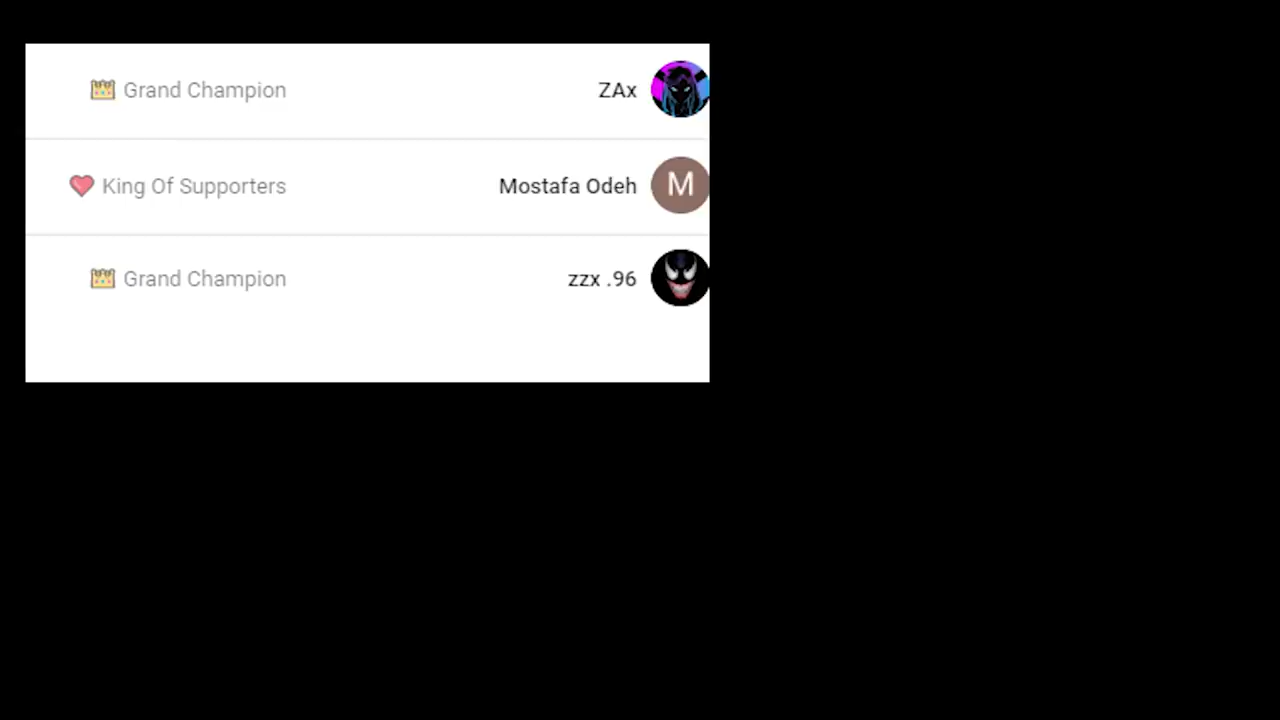 👑 Grand Champion ZAx
❤️ King Of Supporters Mostafa Odeh M
👑 Grand Champion zzx .96